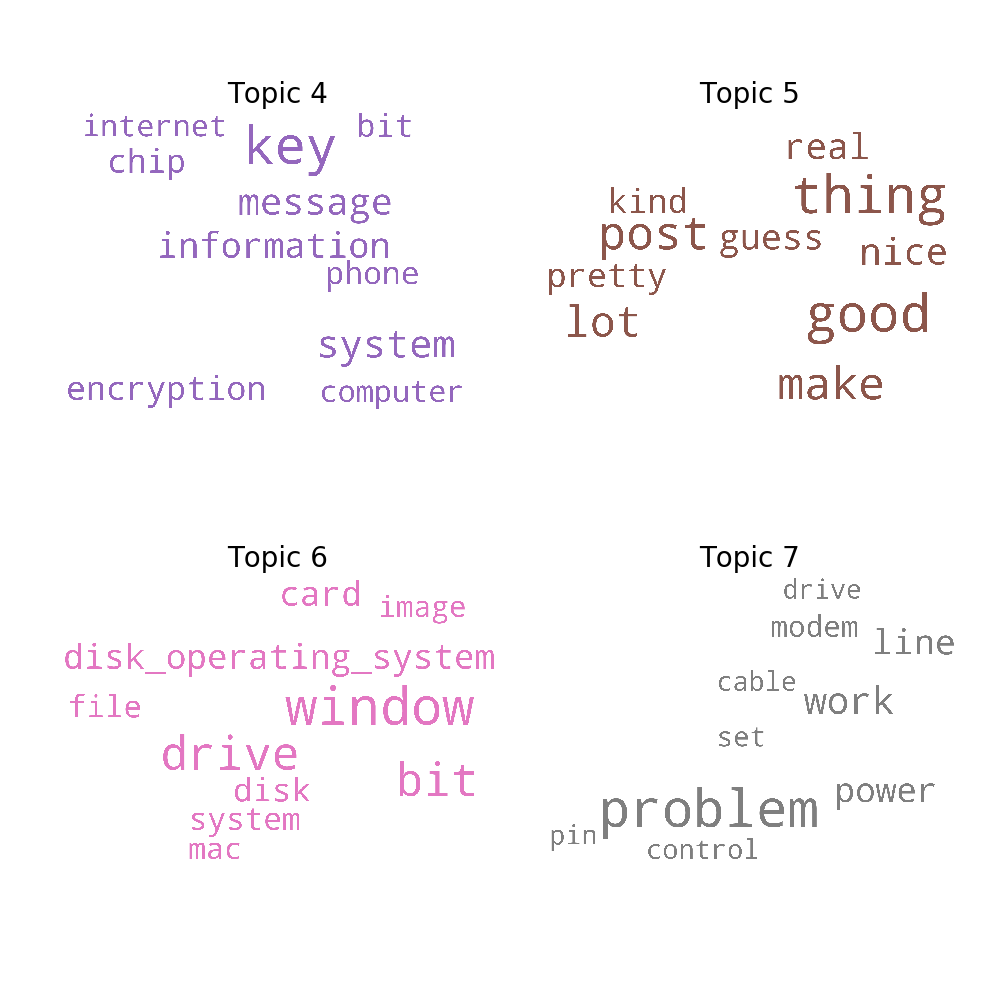 Topic 4
internet key bit
chip
message
information
phone
system
encryption computer
Topic 5
real
kind thing
post guess nice
pretty
lot good
make
Topic 6
card image
disk_operating_system
file window
drive bit
disk
system
mac
Topic 7
drive
modem line
cable work
set
problem power
pin control